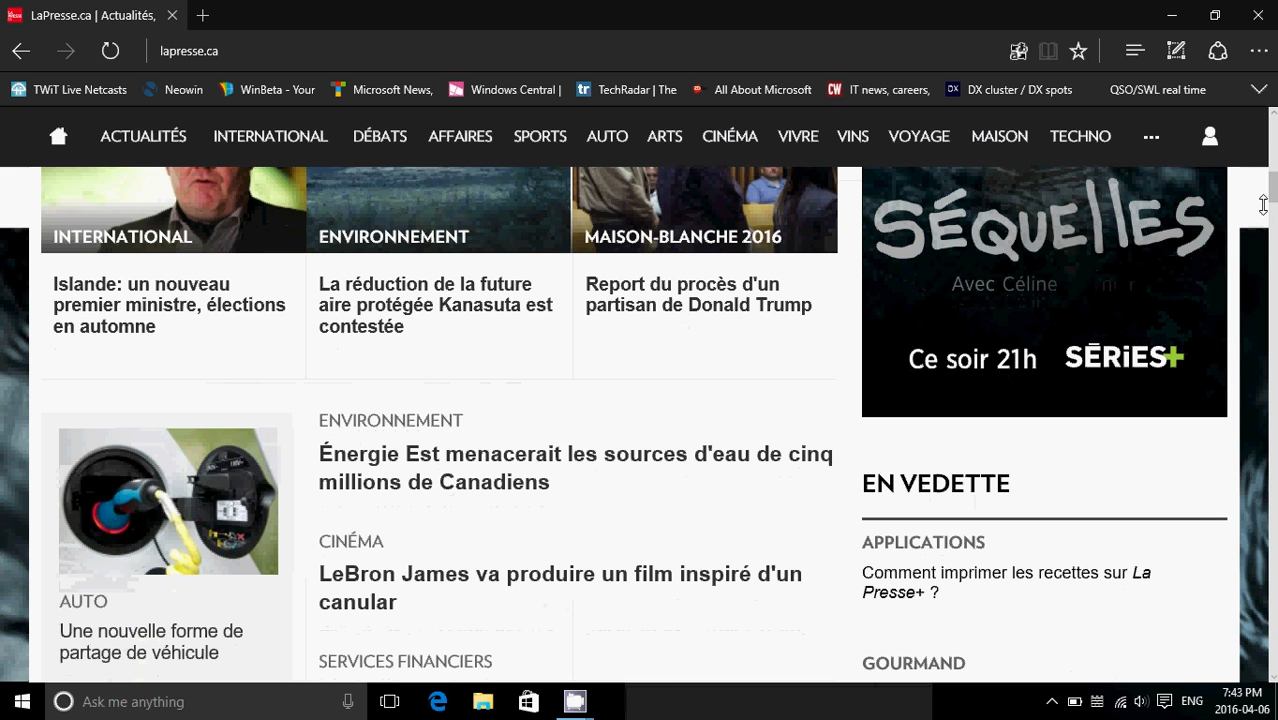 LaPresse.ca | Actualités,
lapresse.ca
TWiT Live Netcasts
Neowin
WinBeta - Your
Microsoft News,
Windows Central |
TechRadar | The
All About Microsoft
IT news, careers,
DX cluster / DX spots
QSO/SWL real time
ACTUALITÉS INTERNATIONAL DÉBATS AFFAIRES SPORTS AUTO ARTS CINÉMA VIVRE VINS VOYAGE MAISON TECHNO ...
INTERNATIONAL
Islande: un nouveau
premier ministre, élections
en automne
ENVIRONNEMENT
La réduction de la future
aire protégée Kanasuta est
contestée
MAISON-BLANCHE 2016
Report du procès d'un
partisan de Donald Trump
SÉQUELLES
Avec Céline
Ce soir 21h SĒRiES+
AUTO
Une nouvelle forme de
partage de véhicule
ENVIRONNEMENT
Énergie Est menacerait les sources d'eau de cinq
millions de Canadiens
CINÉMA
LeBron James va produire un film inspiré d'un
canular
SERVICES FINANCIERS
EN VEDETTE
APPLICATIONS
Comment imprimer les recettes sur La
Presse+ ?
GOURMAND
Ask me anything
ENG
7:43 PM
2016-04-06